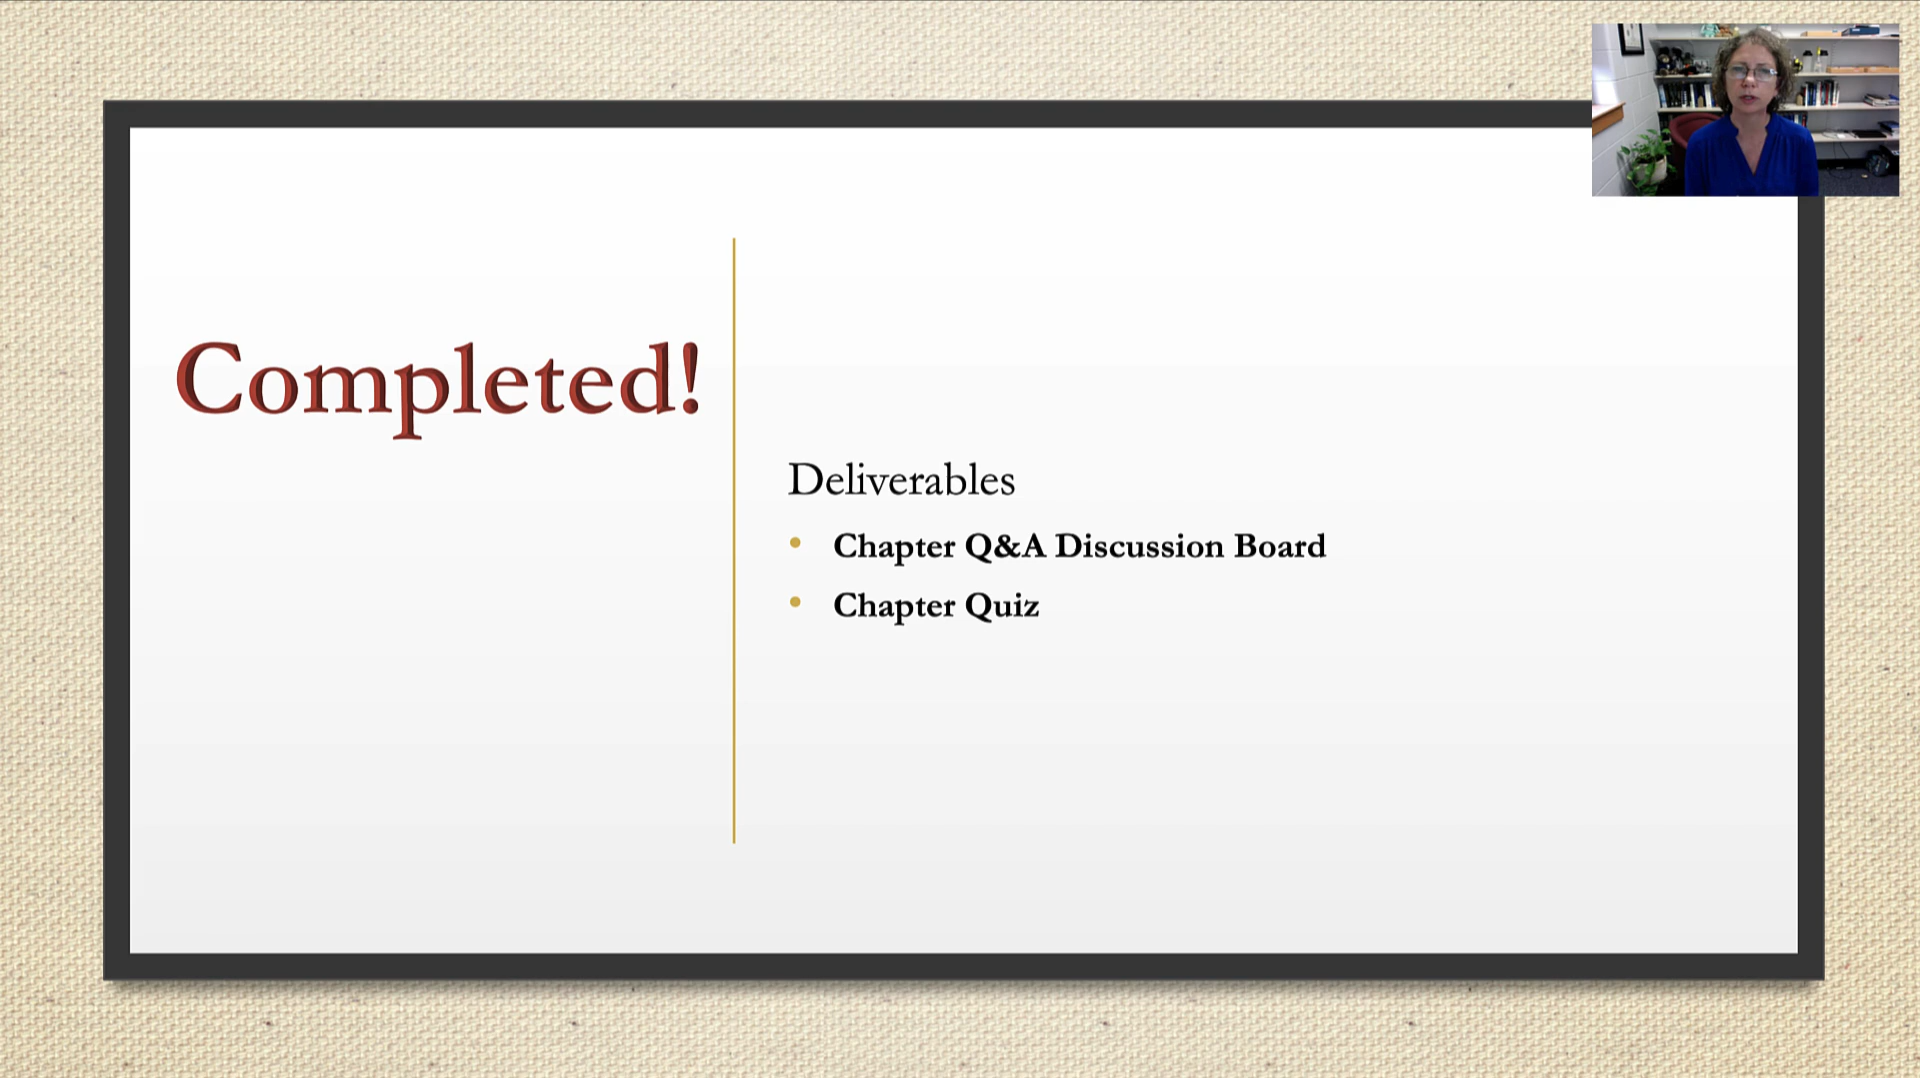 Completed!
Deliverables
• Chapter Q&A Discussion Board
• Chapter Quiz